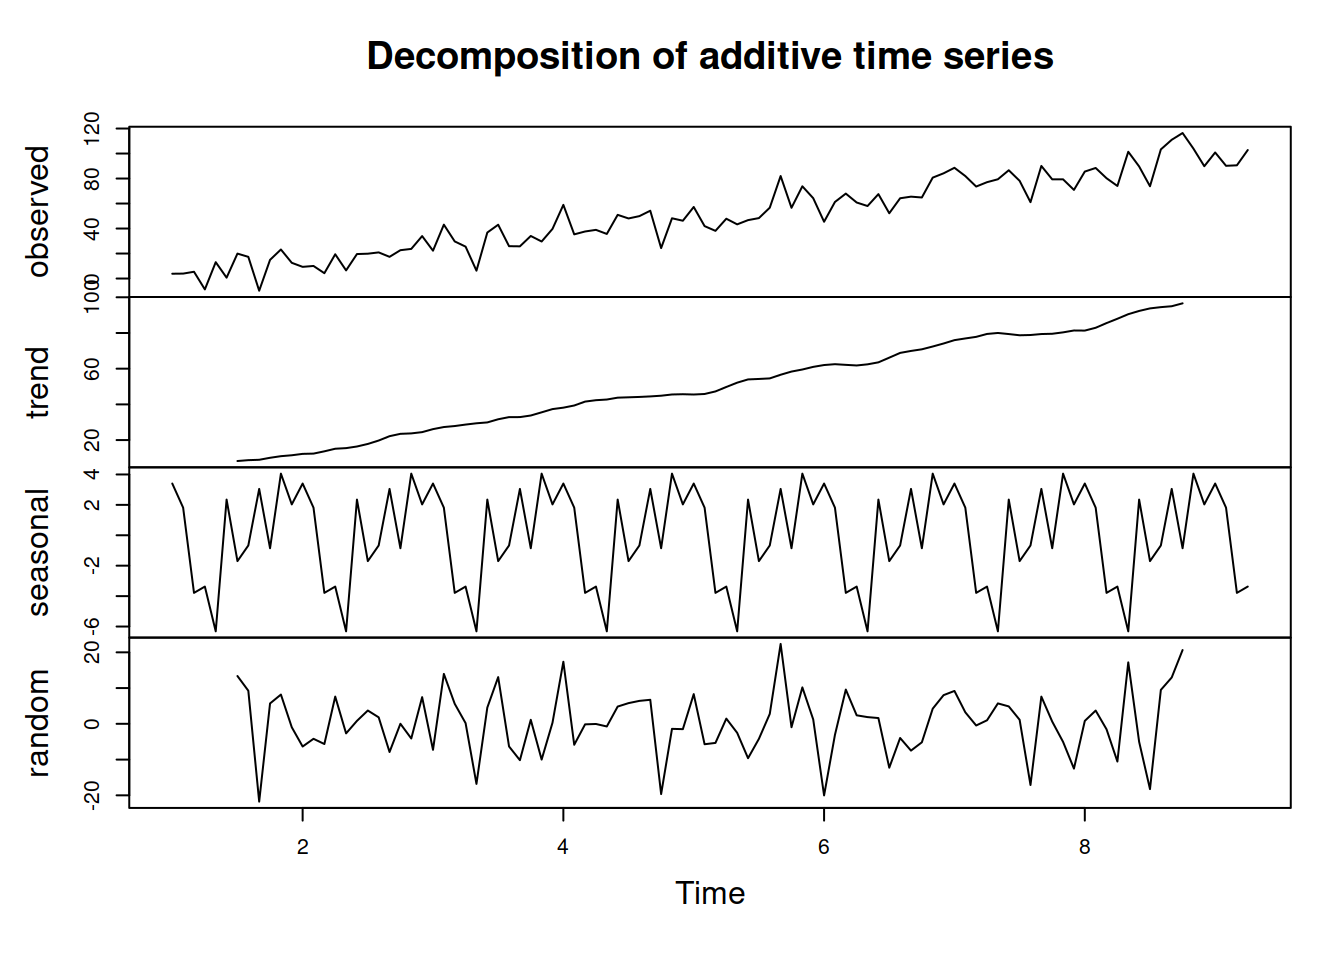 Decomposition of additive time series
observed
0 40 80 120
trend
20 60 100
seasonal
-6 -2 2 4
random
-20 0 20
2 4 6 8
Time